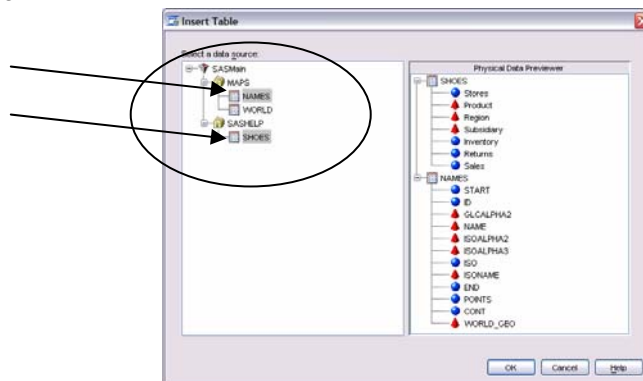 Insert Table
Select a data source:
SASMain
MAPS
NAMES
WORLD
SASHELP
SHOES
Physical Data Previewer
SHOES
Stores
Product
Region
Subsidiary
Inventory
Returns
Sales
NAMES
START
ID
GLCALPHA2
NAME
ISOALPHA2
ISOALPHA3
ISO
ISONAME
END
POINTS
CONT
WORLD_GEO
OK Cancel Help